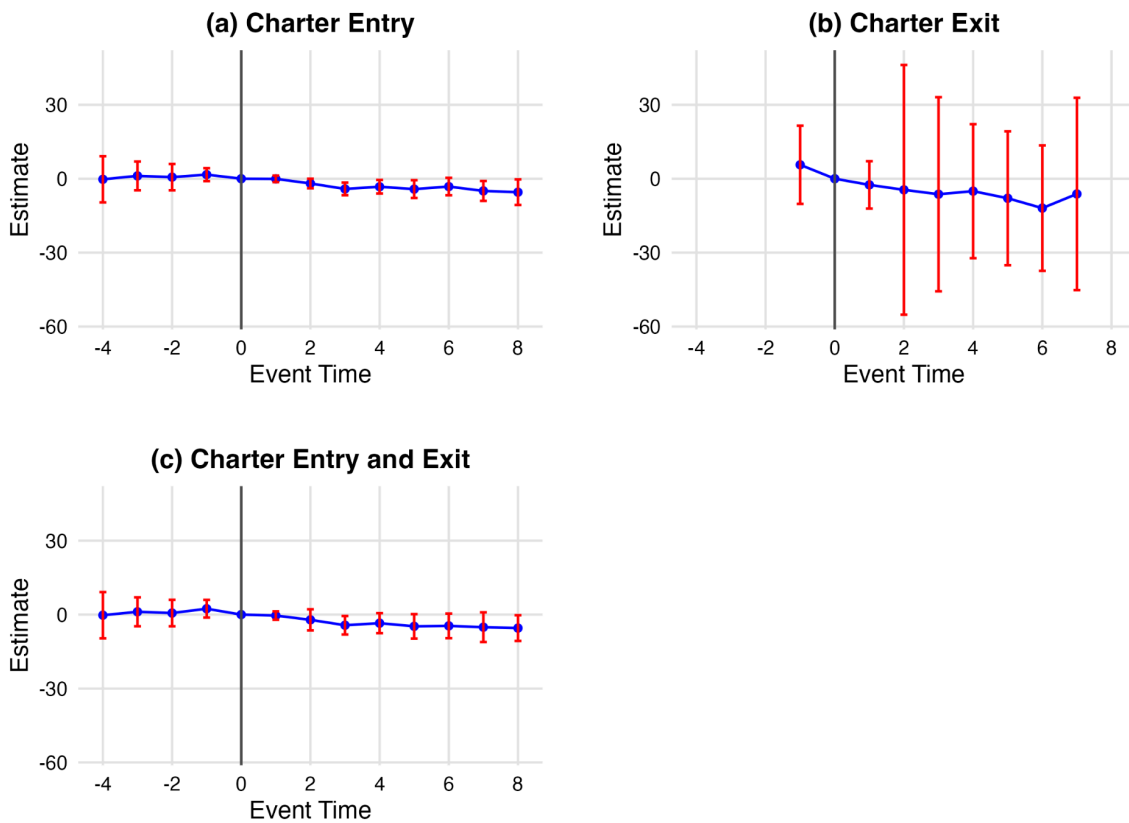 (a) Charter Entry
30
0
-30
-60
Estimate
-4 -2 0 2 4 6 8
Event Time
(b) Charter Exit
30
0
-30
-60
Estimate
-4 -2 0 2 4 6 8
Event Time
(c) Charter Entry and Exit
30
0
-30
-60
Estimate
-4 -2 0 2 4 6 8
Event Time